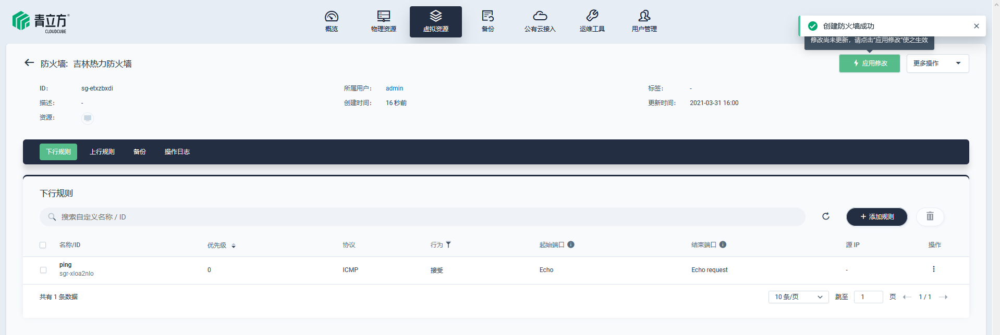 青立方®
CLOUDCUBE
概览
物理资源
虚拟资源
备份
公有云接入
运维工具
用户管理
创建防火墙成功
修改尚未更新，请点击"应用修改"使之生效
防火墙: 吉林热力防火墙
应用修改
更多操作
ID: sg-etxzbxdi
所属用户: admin
标签: -
描述: -
创建时间: 16 秒前
更新时间: 2021-03-31 16:00
资源:
下行规则 上行规则 备份 操作日志
下行规则
搜索自定义名称 / ID
添加规则
名称/ID 优先级 协议 行为 起始端口 结束端口 源 IP 操作
ping
sgr-xloa2nlo
0 ICMP 接受 Echo Echo request -
共有 1 条数据
10 条/页 跳至 1 页 1 / 1